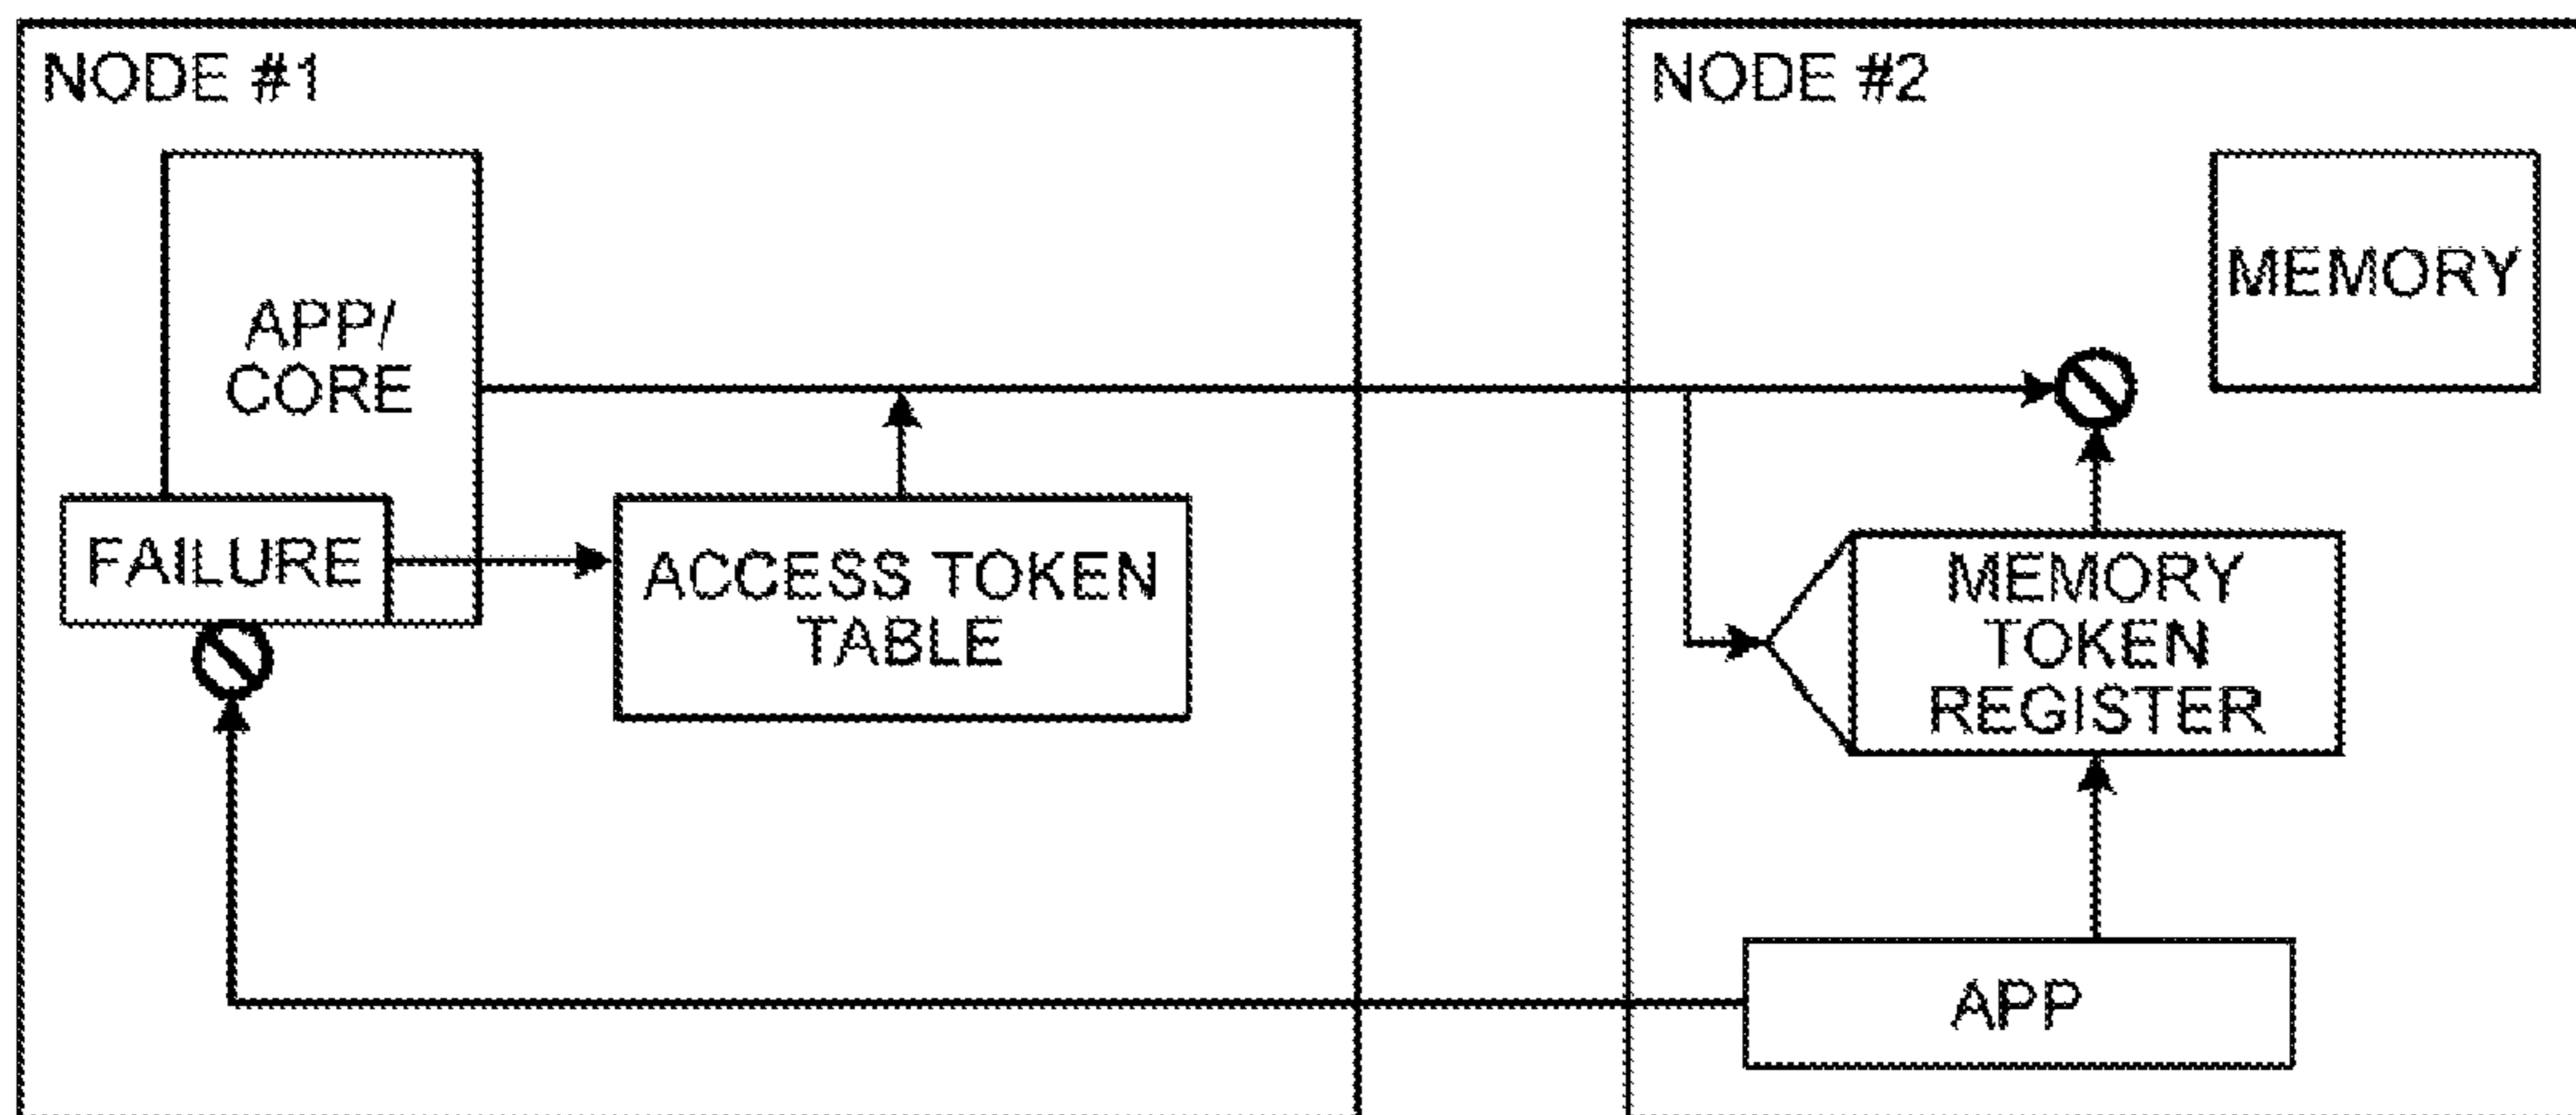 NODE #1
APP/
CORE
FAILURE
ACCESS TOKEN
TABLE
NODE #2
MEMORY
MEMORY
TOKEN
REGISTER
APP